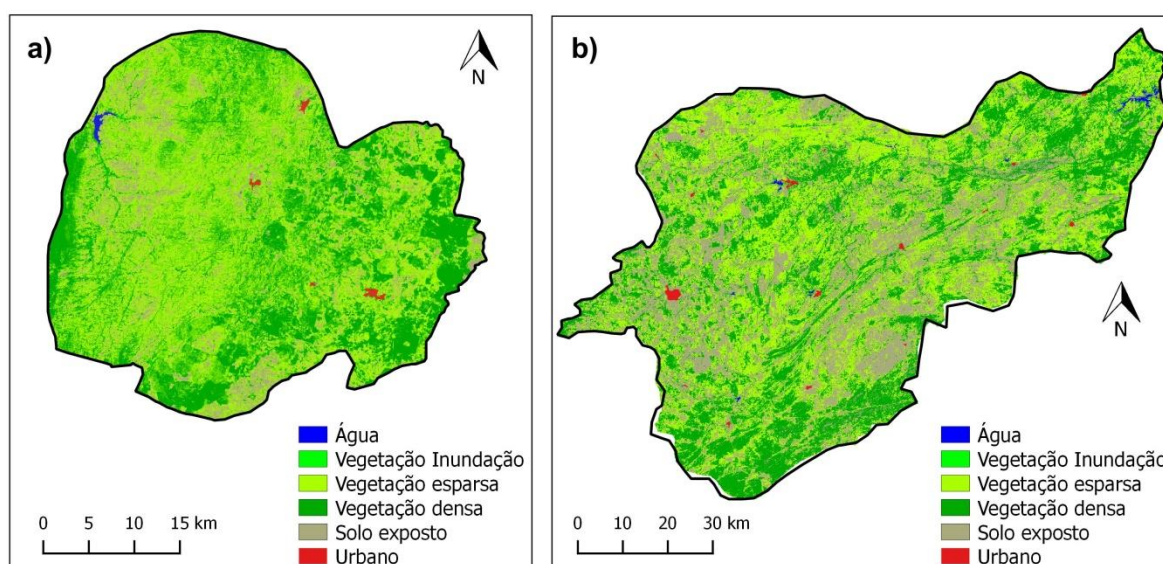 a)
N
Água
Vegetação Inundação
Vegetação esparsa
Vegetação densa
Solo exposto
Urbano
0 5 10 15 km
b)
N
Água
Vegetação Inundação
Vegetação esparsa
Vegetação densa
Solo exposto
Urbano
0 10 20 30 km